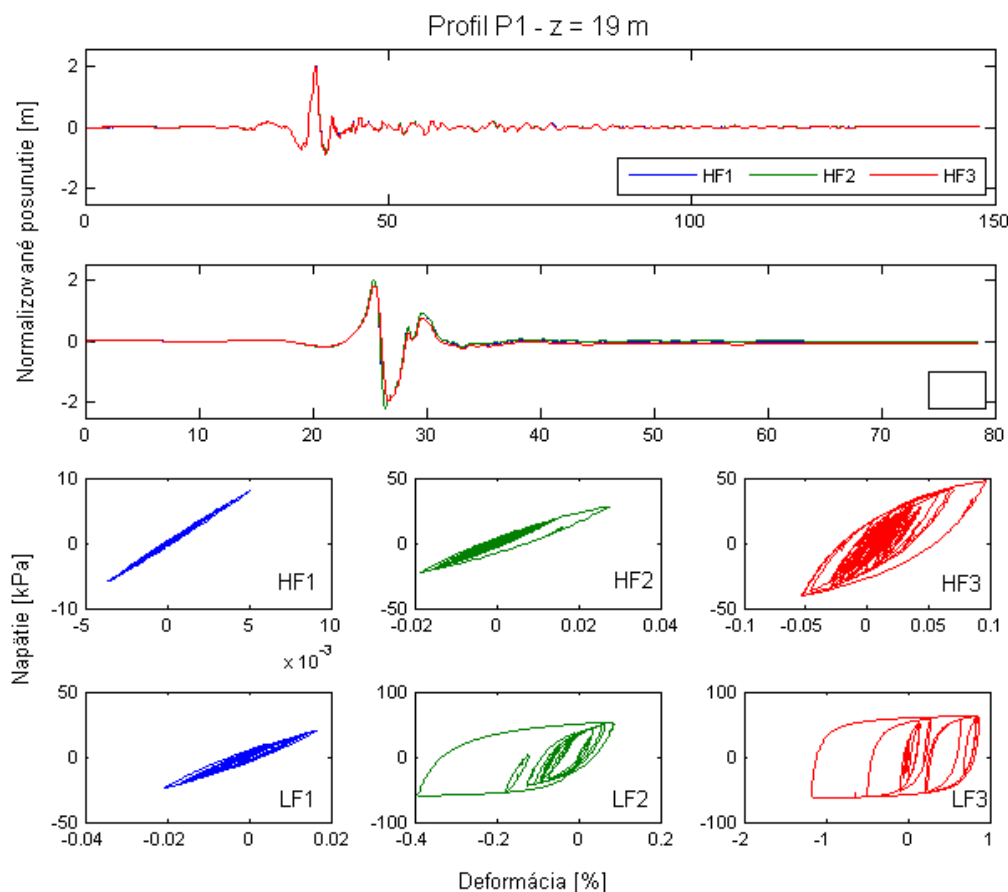 Profil P1 - z = 19 m
Normalizované posunutie [m]
2
0
-2
HF1 HF2 HF3
0 50 100 150
2
0
-2
0 10 20 30 40 50 60 70 80
Napätie [kPa]
10
0
-10
HF1
-5 0 5 10
x 10⁻³
50
0
-50
HF2
-0.02 0 0.02 0.04
50
0
-50
HF3
-0.1 -0.05 0 0.05 0.1
50
0
-50
LF1
-0.04 -0.02 0 0.02
100
0
-100
LF2
-0.4 -0.2 0 0.2
100
0
-100
LF3
-2 -1 0 1
Deformácia [%]